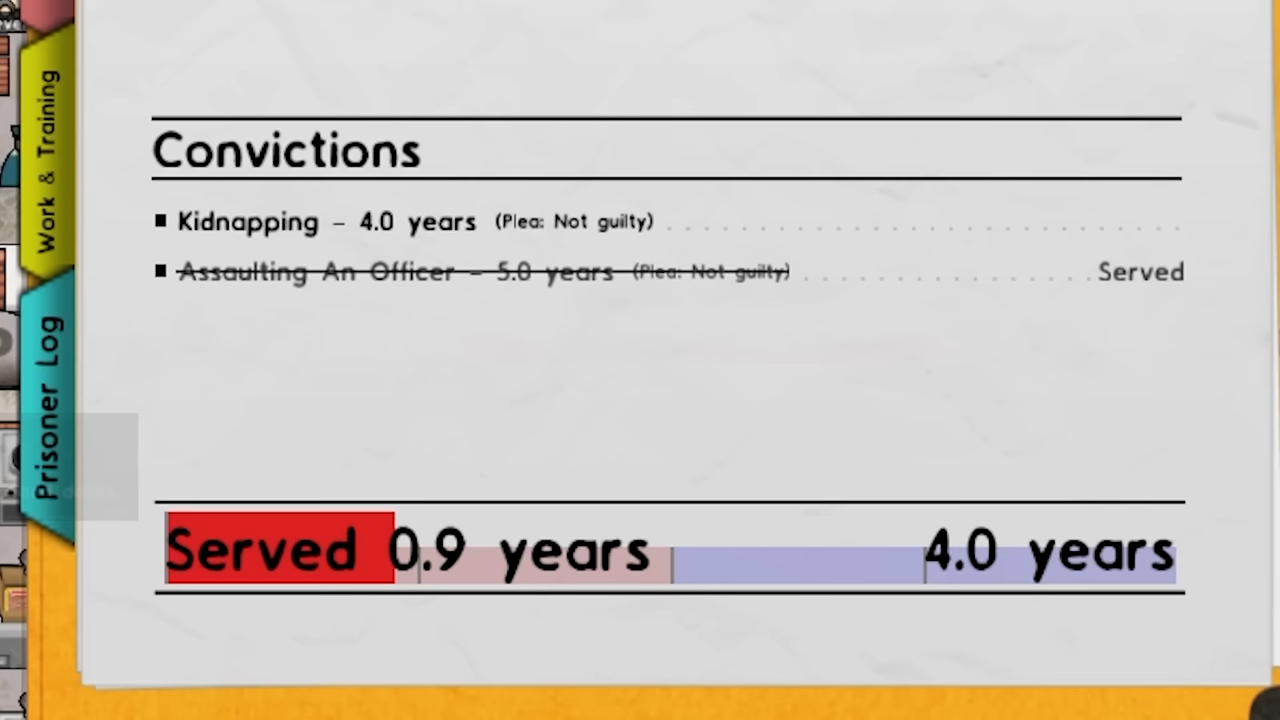 Work & Training
Prisoner Log
Convictions
Kidnapping – 4.0 years (Plea: Not guilty)
Assaulting An Officer – 5.0 years (Plea: Not guilty) Served
Served 0.9 years 4.0 years